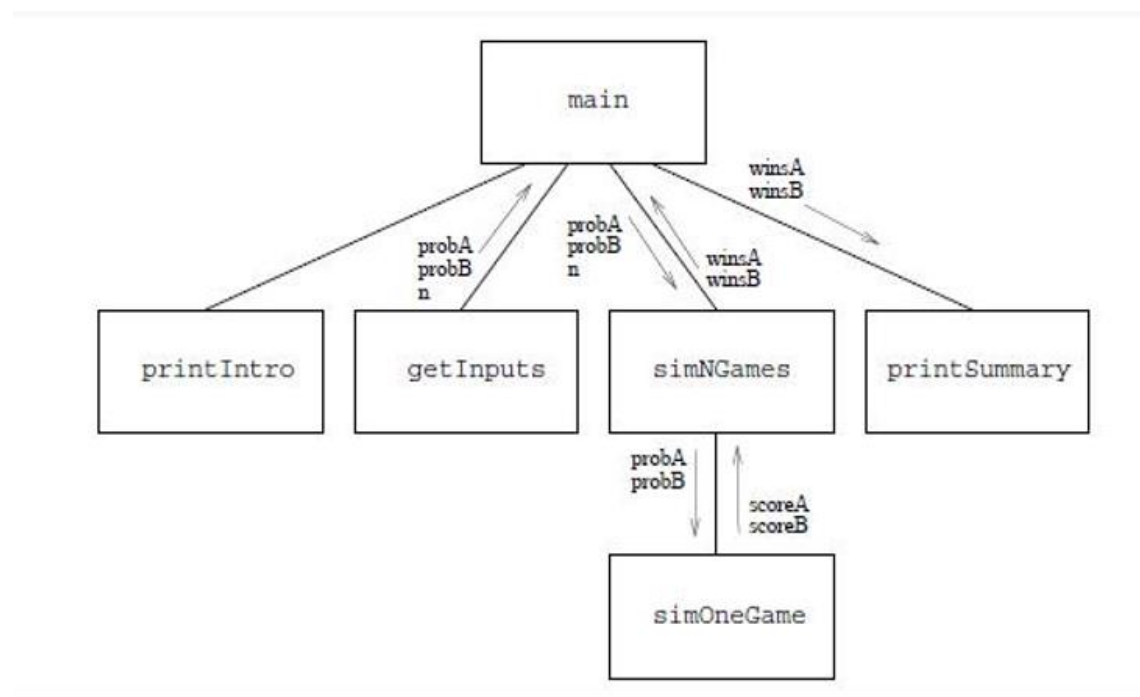 main
winsA
winsB
probA
probB
n
probA
probB
n
winsA
winsB
printIntro
getInputs
simNGames
printSummary
probA
probB
scoreA
scoreB
simOneGame